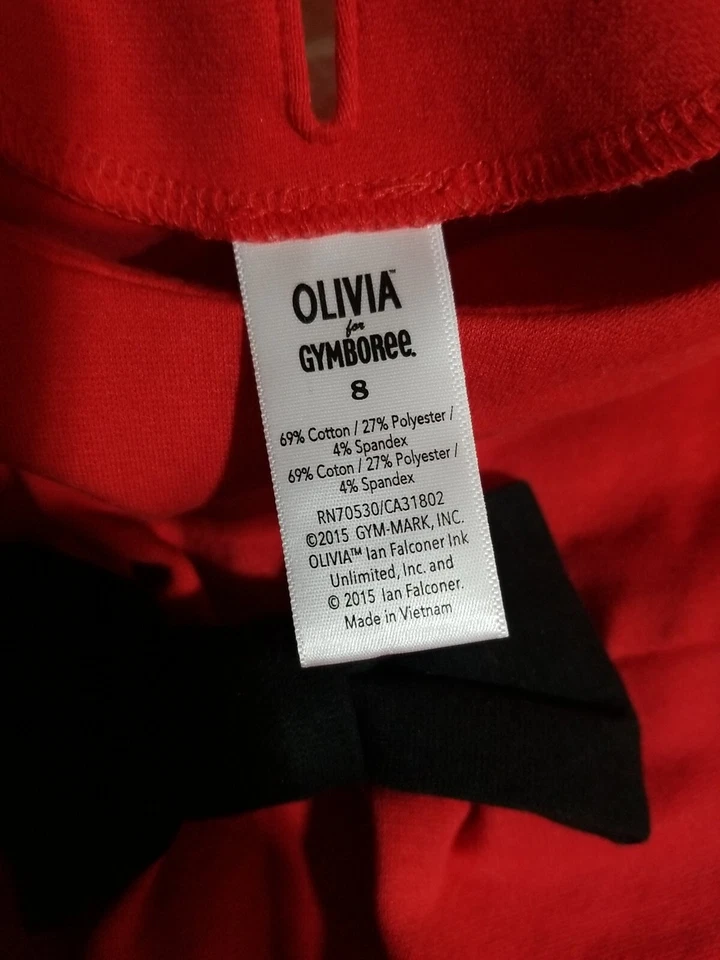 OLIVIA™
for
GYMBOREE.
8
69% Cotton / 27% Polyester /
4% Spandex
69% Coton / 27% Polyester /
4% Spandex
RN70530/CA31802
©2015 GYM-MARK, INC.
OLIVIA™ Ian Falconer Ink
Unlimited, Inc. and
© 2015 Ian Falconer.
Made in Vietnam